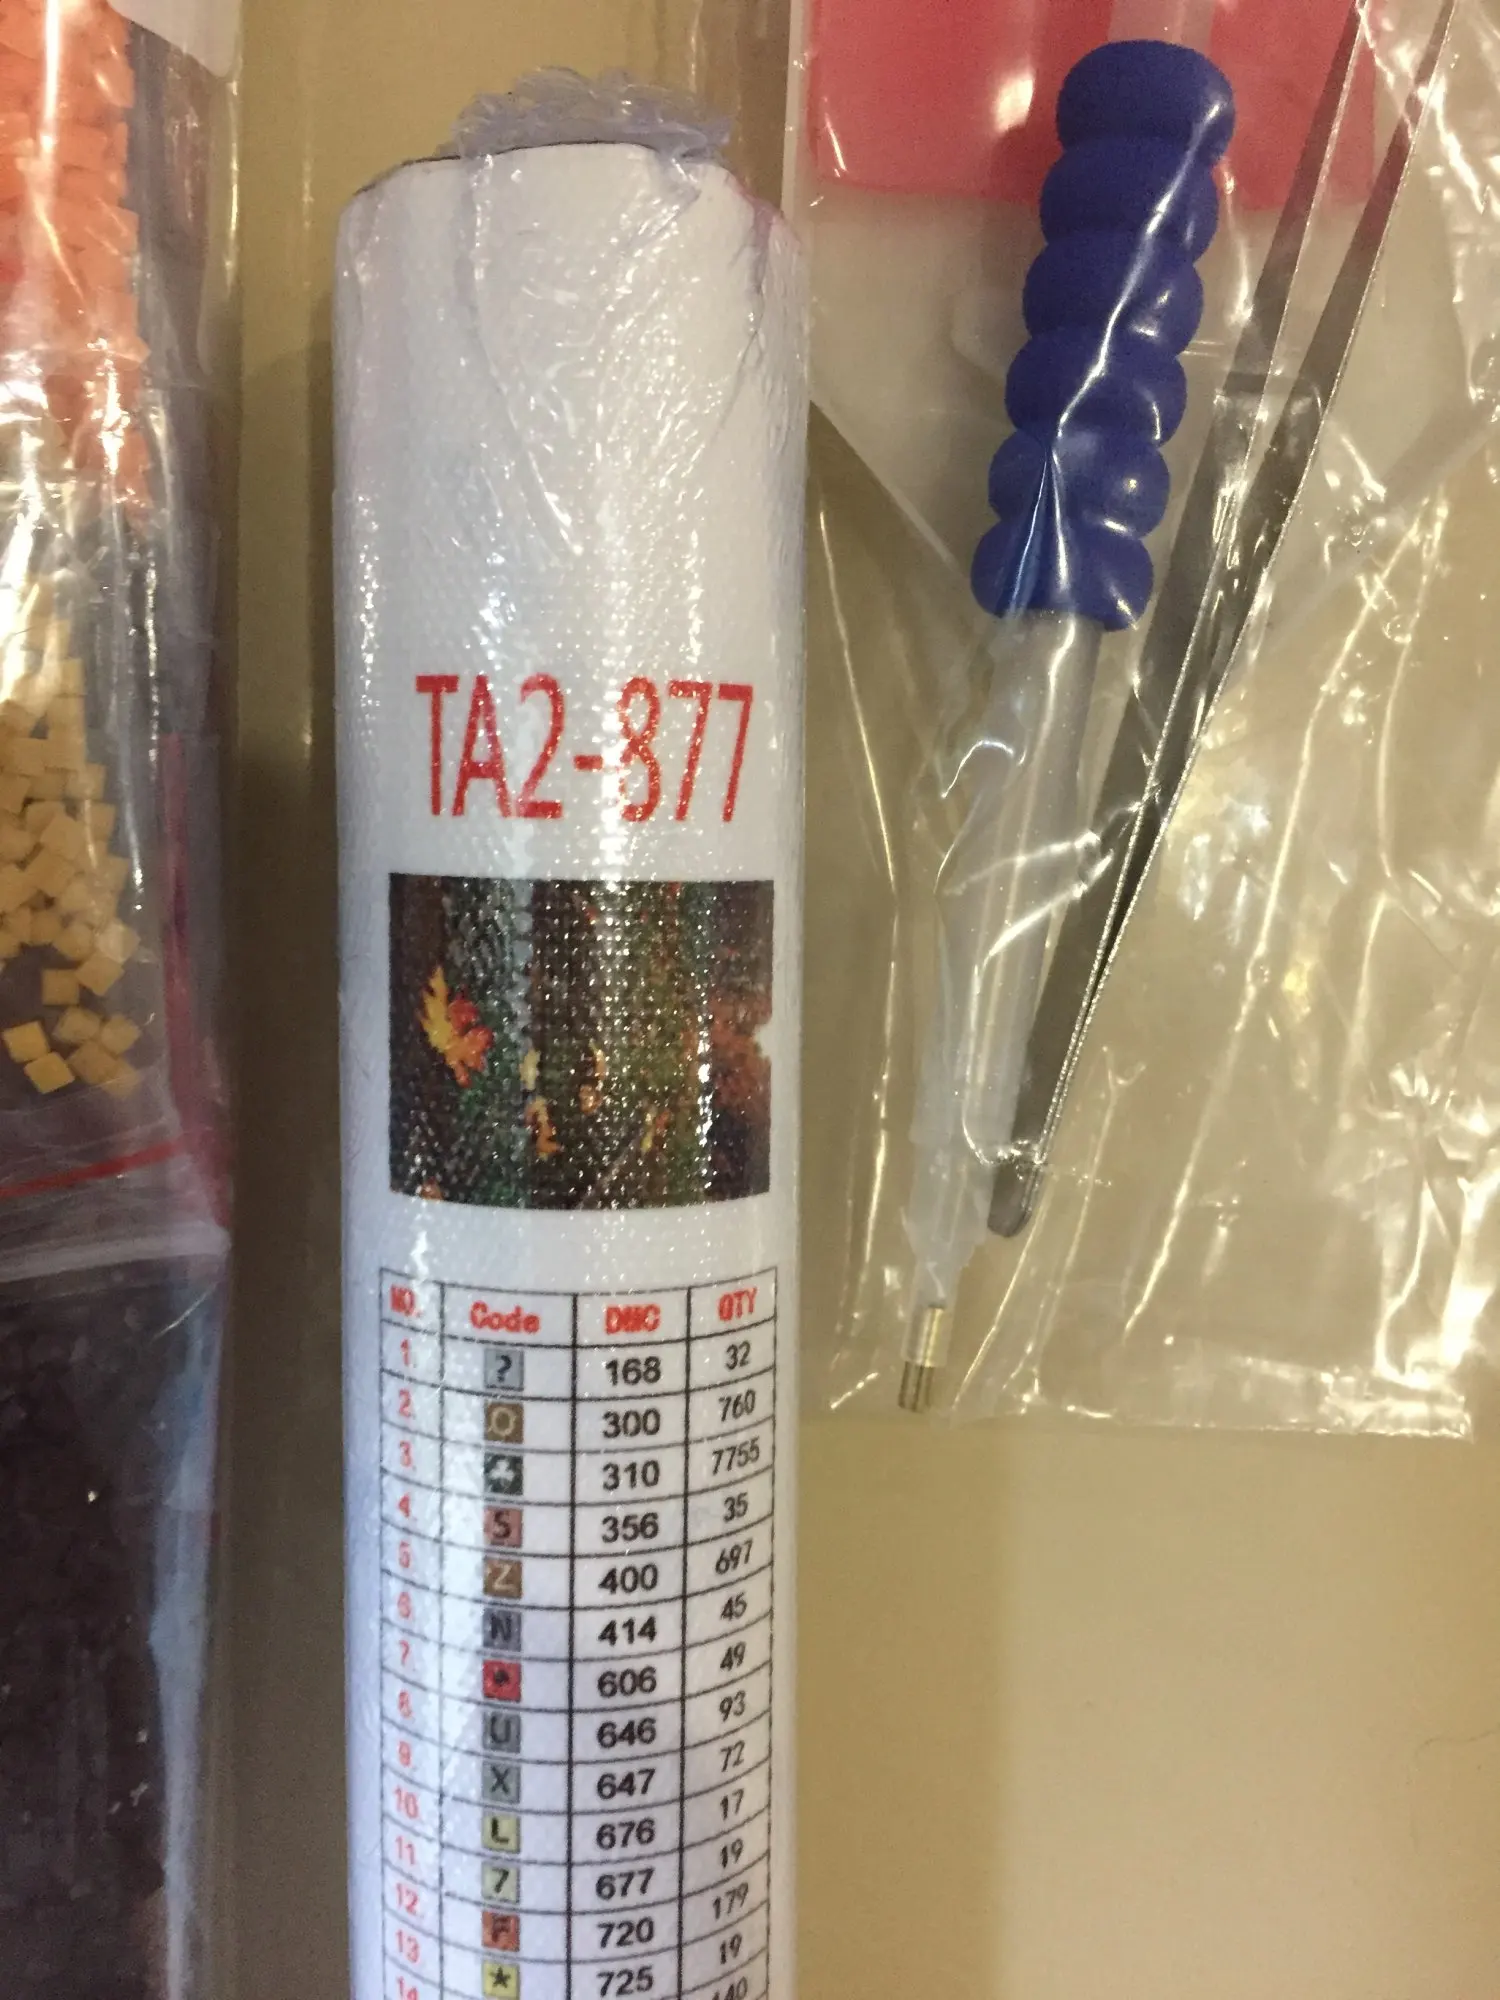 TA2-877
NO. Code DMC QTY
1. ? 168 32
2. O 300 760
3. ♣ 310 7755
4. S 356 35
5. Z 400 697
6. N 414 45
7. 606 49
8. U 646 93
9. X 647 72
10. L 676 17
11. 7 677 19
12. F 720 179
13. ★ 725 19
14